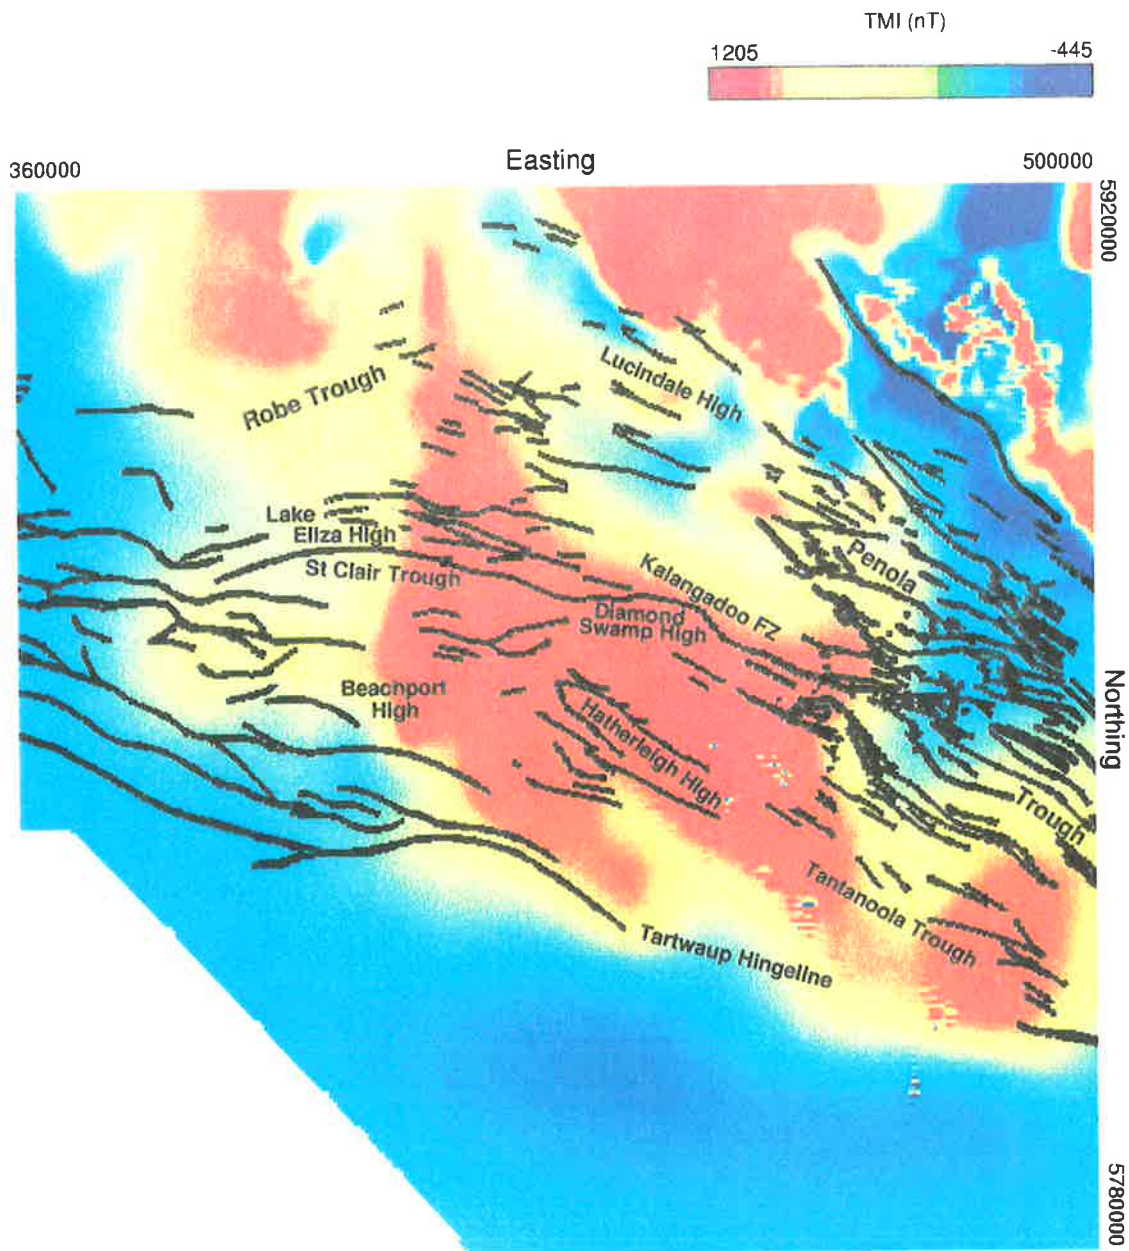 TMI (nT)
1205 -445
Easting
360000 500000
5920000
Lucindale High
Robe Trough
Lake
Eliza High
St Clair Trough
Kalangadoo FZ
Penola
Diamond
Swamp High
Beachport
High
Hatherleigh High
Northing
Trough
Tantanoola Trough
Tartwaup Hingeline
5780000